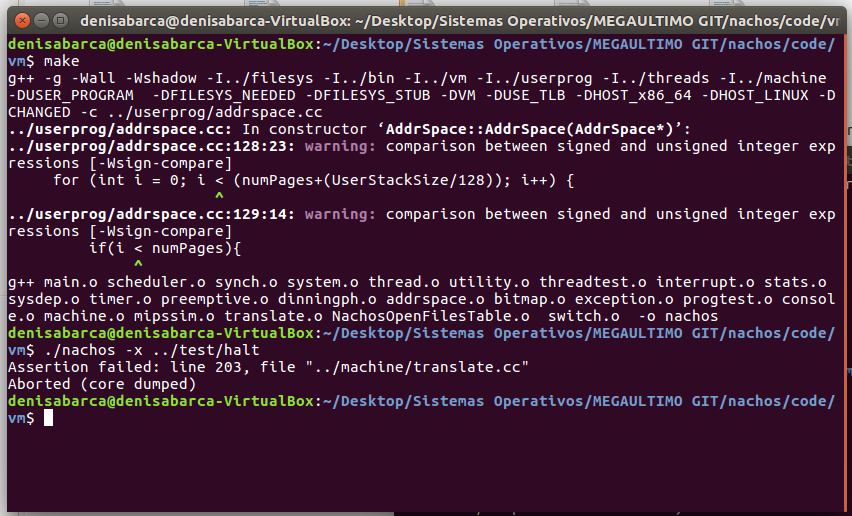 denisabarca@denisabarca-VirtualBox: ~/Desktop/Sistemas Operativos/MEGAULTIMO GIT/nachos/code/vm
denisabarca@denisabarca-VirtualBox:~/Desktop/Sistemas Operativos/MEGAULTIMO GIT/nachos/code/
vm$ make
g++ -g -Wall -Wshadow -I../filesys -I../bin -I../vm -I../userprog -I../threads -I../machine
-DUSER_PROGRAM  -DFILESYS_NEEDED -DFILESYS_STUB -DVM -DUSE_TLB -DHOST_x86_64 -DHOST_LINUX -D
CHANGED -c ../userprog/addrspace.cc
../userprog/addrspace.cc: In constructor ‘AddrSpace::AddrSpace(AddrSpace*)’:
../userprog/addrspace.cc:128:23: warning: comparison between signed and unsigned integer exp
ressions [-Wsign-compare]
     for (int i = 0; i < (numPages+(UserStackSize/128)); i++) {
                       ^
../userprog/addrspace.cc:129:14: warning: comparison between signed and unsigned integer exp
ressions [-Wsign-compare]
         if(i < numPages){
              ^
g++ main.o scheduler.o synch.o system.o thread.o utility.o threadtest.o interrupt.o stats.o
sysdep.o timer.o preemptive.o dinningph.o addrspace.o bitmap.o exception.o progtest.o consol
e.o machine.o mipssim.o translate.o NachosOpenFilesTable.o  switch.o  -o nachos
denisabarca@denisabarca-VirtualBox:~/Desktop/Sistemas Operativos/MEGAULTIMO GIT/nachos/code/
vm$ ./nachos -x ../test/halt
Assertion failed: line 203, file "../machine/translate.cc"
Aborted (core dumped)
denisabarca@denisabarca-VirtualBox:~/Desktop/Sistemas Operativos/MEGAULTIMO GIT/nachos/code/
vm$